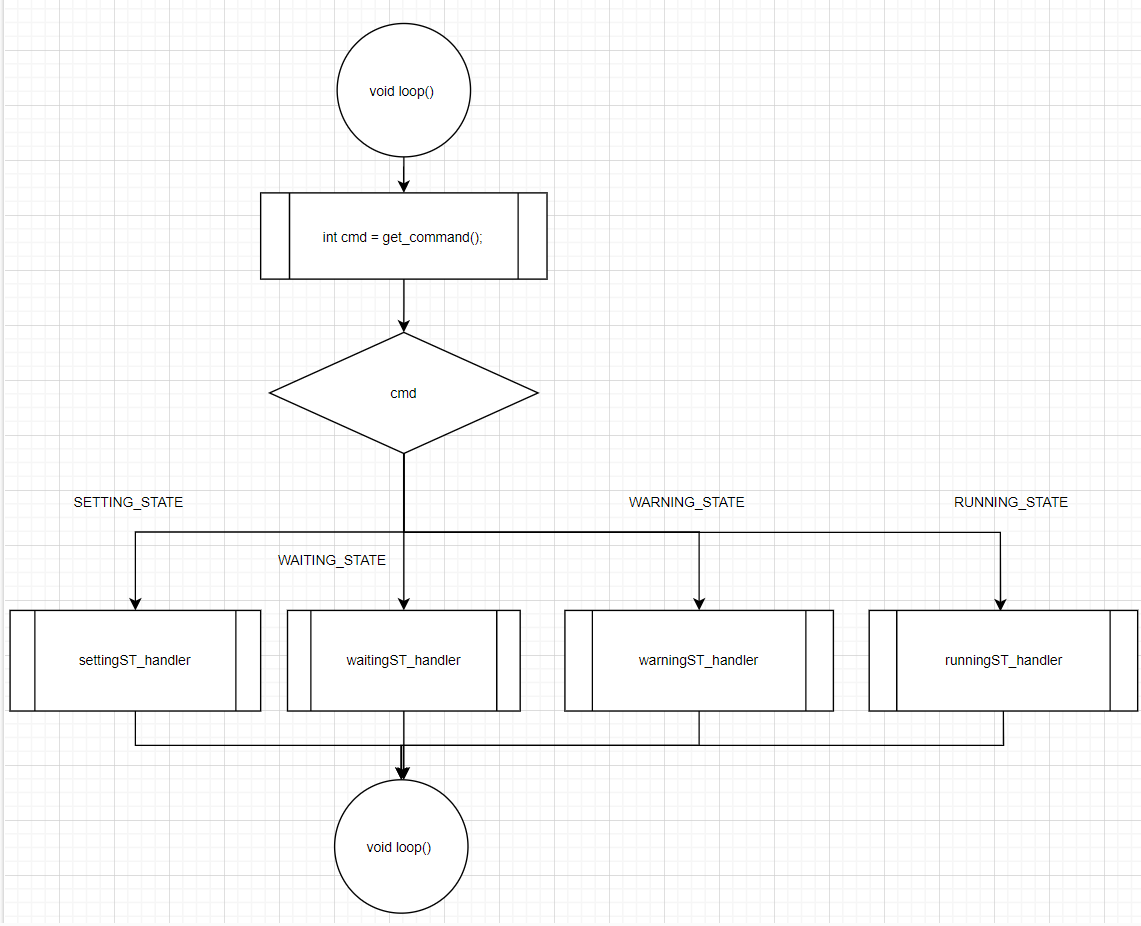 void loop()
int cmd = get_command();
cmd
SETTING_STATE
WARNING_STATE
RUNNING_STATE
WAITING_STATE
settingST_handler
waitingST_handler
warningST_handler
runningST_handler
void loop()